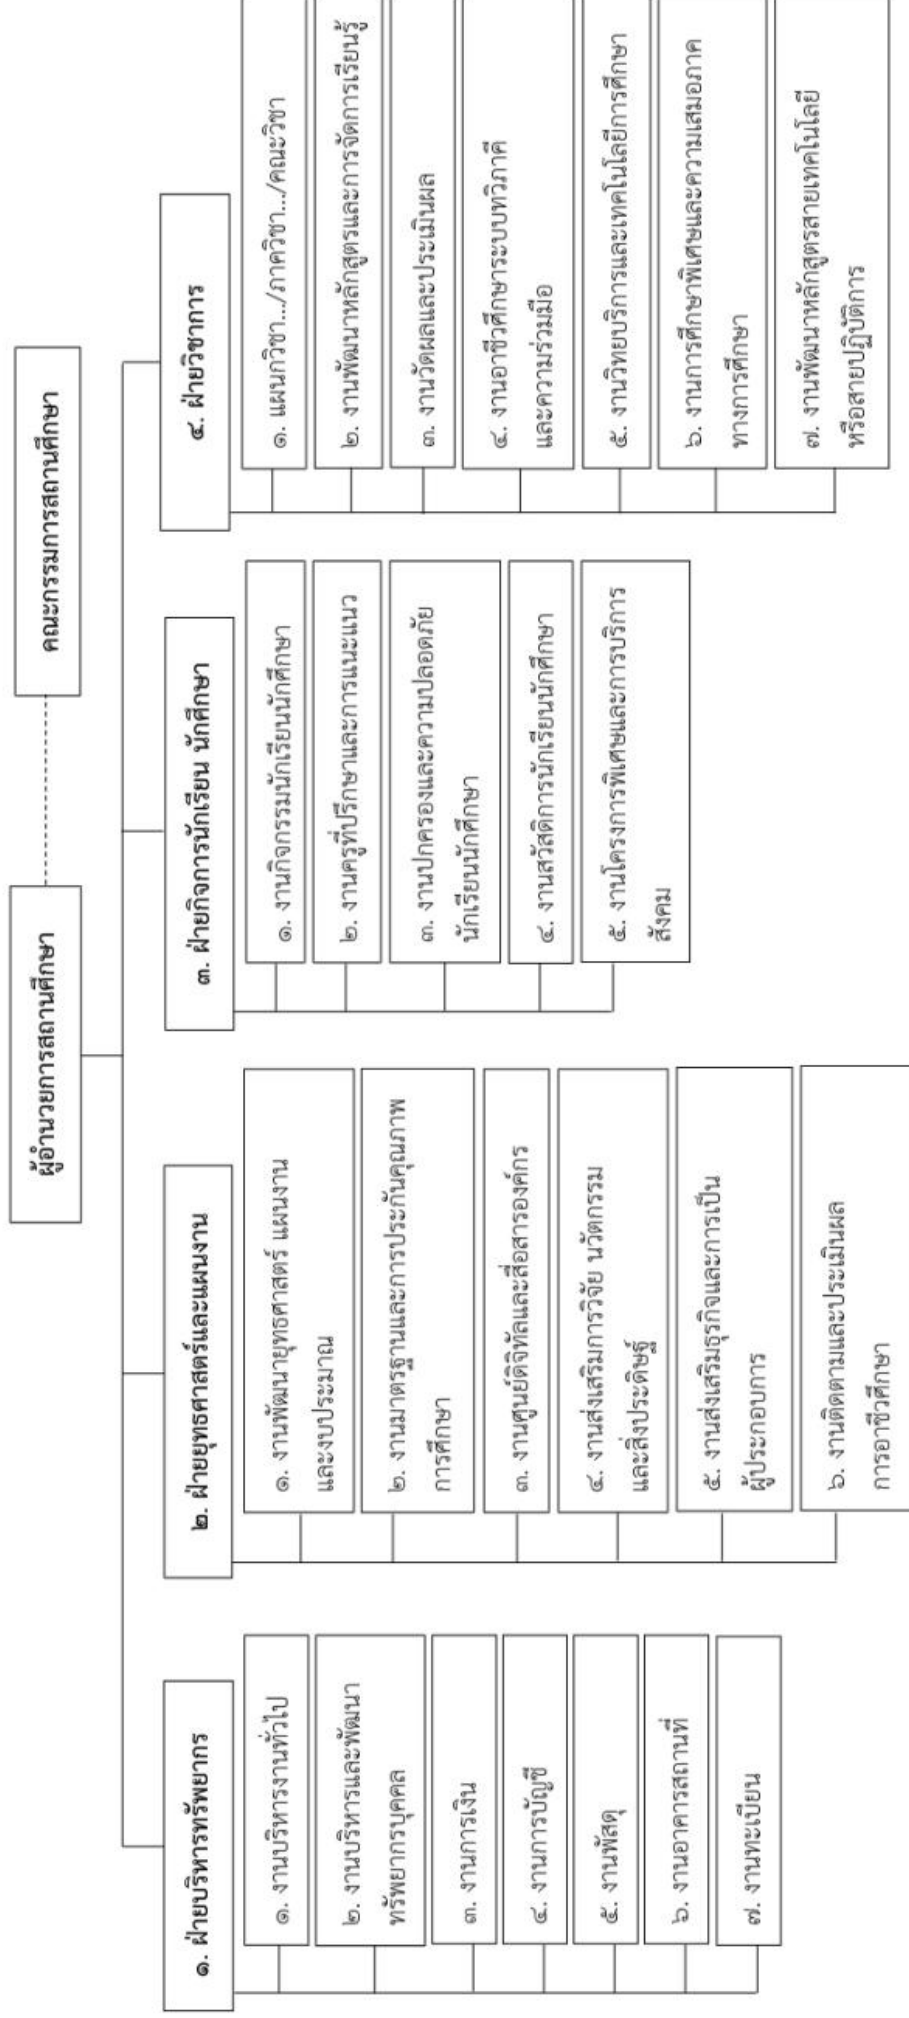 ผู้อำนวยการสถานศึกษา
คณะกรรมการสถานศึกษา
๑. ฝ่ายบริหารทรัพยากร
๑. งานบริหารงานทั่วไป
๒. งานบริหารและพัฒนา
ทรัพยากรบุคคล
๓. งานการเงิน
๔. งานการบัญชี
๕. งานพัสดุ
๖. งานอาคารสถานที่
๗. งานทะเบียน
๒. ฝ่ายยุทธศาสตร์และแผนงาน
๑. งานพัฒนายุทธศาสตร์ แผนงาน
และงบประมาณ
๒. งานมาตรฐานและการประกันคุณภาพ
การศึกษา
๓. งานศูนย์ดิจิทัลและสื่อสารองค์กร
๔. งานส่งเสริมการวิจัย นวัตกรรม
และสิ่งประดิษฐ์
๕. งานส่งเสริมธุรกิจและการเป็น
ผู้ประกอบการ
๖. งานติดตามและประเมินผล
การอาชีวศึกษา
๓. ฝ่ายกิจการนักเรียน นักศึกษา
๑. งานกิจกรรมนักเรียนนักศึกษา
๒. งานครูที่ปรึกษาและการแนะแนว
๓. งานปกครองและความปลอดภัย
นักเรียนนักศึกษา
๔. งานสวัสดิการนักเรียนนักศึกษา
๕. งานโครงการพิเศษและการบริการ
สังคม
๔. ฝ่ายวิชาการ
๑. แผนกวิชา.../ภาควิชา.../คณะวิชา
๒. งานพัฒนาหลักสูตรและการจัดการเรียนรู้
๓. งานวัดผลและประเมินผล
๔. งานอาชีวศึกษาระบบทวิภาคี
และความร่วมมือ
๕. งานวิทยบริการและเทคโนโลยีการศึกษา
๖. งานการศึกษาพิเศษและความเสมอภาค
ทางการศึกษา
๗. งานพัฒนาหลักสูตรสายเทคโนโลยี
หรือสายปฏิบัติการ